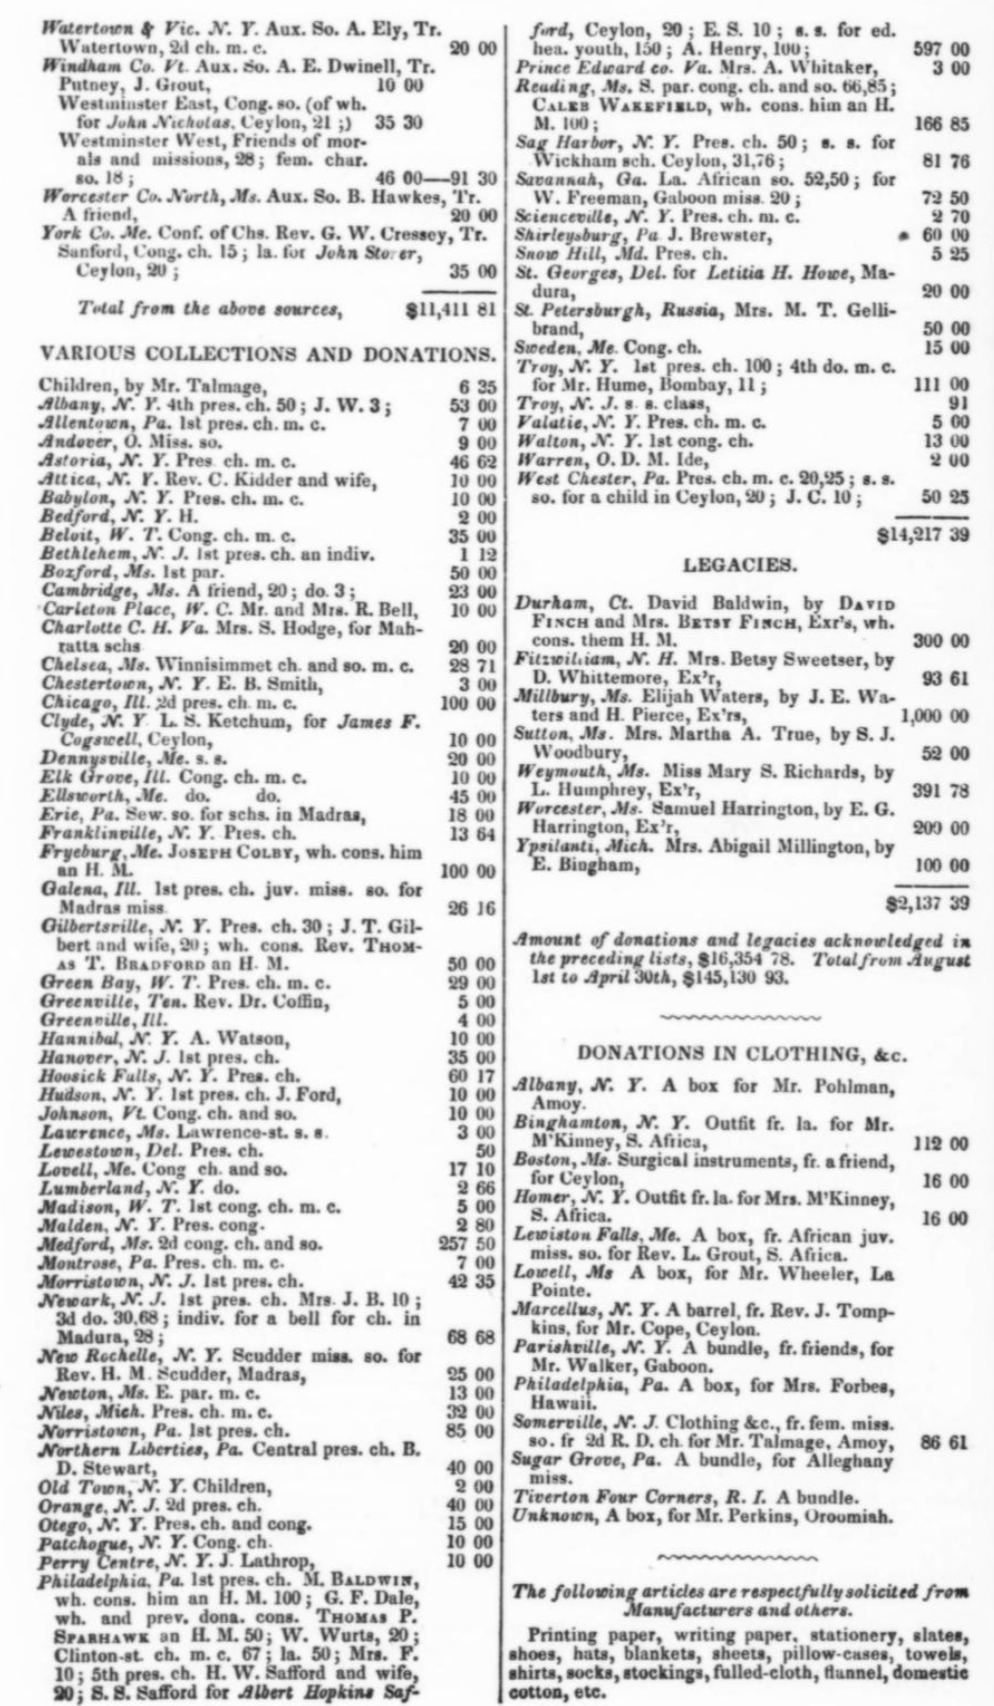 Watertown & Vic. N. Y. Aux. So. A. Ely, Tr.
Watertown, 2d ch. m. c. 20 00
Windham Co. Vt. Aux. So. A. E. Dwinell, Tr.
Putney, J. Grout, 10 00
Westminster East, Cong. so. (of wh.
for John Nicholas, Ceylon, 21;) 35 30
Westminster West, Friends of mor-
als and missions, 28; fem. char.
so. 18; 46 00—91 30
Worcester Co. North, Ms. Aux. So. B. Hawkes, Tr.
A friend, 20 00
York Co. Me. Conf. of Chs. Rev. G. W. Cressey, Tr.
Sanford, Cong. ch. 15; la. for John Storer,
Ceylon, 20; 35 00
Total from the above sources, $11,411 81
VARIOUS COLLECTIONS AND DONATIONS.
Children, by Mr. Talmage, 6 25
Albany, N. Y. 4th pres. ch. 50; J. W. 3; 53 00
Allentown, Pa. 1st pres. ch. m. c. 7 00
Andover, O. Miss. so. 9 00
Astoria, N. Y. Pres. ch. m. c. 46 62
Attica, N. Y. Rev. C. Kidder and wife, 10 00
Babylon, N. Y. Pres. ch. m. c. 10 00
Bedford, N. Y. H. 2 00
Beloit, W. T. Cong. ch. m. c. 35 00
Bethlehem, N. J. 1st pres. ch. an indiv. 1 12
Boxford, Ms. 1st par. 50 00
Cambridge, Ms. A friend, 20; do. 3; 23 00
Carleton Place, W. C. Mr. and Mrs. R. Bell, 10 00
Charlotte C. H. Va. Mrs. S. Hodge, for Mah-
ratta schs 20 00
Chelsea, Ms. Winnisimmet ch. and so. m. c. 28 71
Chestertown, N. Y. E. B. Smith, 3 00
Chicago, Ill. 2d pres. ch. m. c. 100 00
Clyde, N. Y. L. S. Ketchum, for James F.
Cogswell, Ceylon, 10 00
Dennysville, Me. s. s. 20 00
Elk Grove, Ill. Cong. ch. m. c. 10 00
Ellsworth, Me. do. do. 45 00
Erie, Pa. Sew. so. for schs. in Madras, 18 00
Franklinville, N. Y. Pres. ch. 13 64
Fryeburg, Me. JOSEPH COLBY, wh. cons. him
an H. M. 100 00
Galena, Ill. 1st pres. ch. juv. miss. so. for
Madras miss. 26 16
Gilbertsville, N. Y. Pres. ch. 30; J. T. Gil-
bert and wife, 20; wh. cons. Rev. THOM-
AS T. BRADFORD an H. M. 50 00
Green Bay, W. T. Pres. ch. m. c. 29 00
Greenville, Ten. Rev. Dr. Coffin, 5 00
Greenville, Ill. 4 00
Hannibal, N. Y. A. Watson, 10 00
Hanover, N. J. 1st pres. ch. 35 00
Hoosick Falls, N. Y. Pres. ch. 60 17
Hudson, N. Y. 1st pres. ch. J. Ford, 10 00
Johnson, Vt. Cong. ch. and so. 10 00
Lawrence, Ms. Lawrence-st. s. s. 3 00
Lewestown, Del. Pres. ch. 50
Lovell, Me. Cong ch. and so. 17 10
Lumberland, N. Y. do. 2 66
Madison, W. T. 1st cong. ch. m. c. 5 00
Malden, N. Y. Pres. cong. 2 80
Medford, Ms. 2d cong. ch. and so. 257 50
Montrose, Pa. Pres. ch. m. c. 7 00
Morristown, N. J. 1st pres. ch. 42 35
Newark, N. J. 1st pres. ch. Mrs. J. B. 10;
3d do. 30,68; indiv. for a bell for ch. in
Madura, 28; 68 68
New Rochelle, N. Y. Scudder miss. so. for
Rev. H. M. Scudder, Madras, 25 00
Newton, Ms. E. par. m. c. 13 00
Niles, Mich. Pres. ch. m. c. 32 00
Norristown, Pa. 1st pres. ch. 85 00
Northern Liberties, Pa. Central pres. ch. B.
D. Stewart, 40 00
Old Town, N. Y. Children, 2 00
Orange, N. J. 2d pres. ch. 40 00
Otego, N. Y. Pres. ch. and cong. 15 00
Patchogue, N. Y. Cong. ch. 10 00
Perry Centre, N. Y. J. Lathrop, 10 00
Philadelphia, Pa. 1st pres. ch. M. BALDWIN,
wh. cons. him an H. M. 100; G. F. Dale,
wh. and prev. dona. cons. THOMAS P.
SPARHAWK an H. M. 50; W. Wurts, 20;
Clinton-st. ch. m. c. 67; la. 50; Mrs. F.
10; 5th pres. ch. H. W. Safford and wife,
20; S. S. Safford for Albert Hopkins Saf-
ford, Ceylon, 20; E. S. 10; s. s. for ed.
hea. youth, 150; A. Henry, 100; 597 00
Prince Edward co. Va. Mrs. A. Whitaker, 3 00
Reading, Ms. S. par. cong. ch. and so. 66,85;
CALEB WAKEFIELD, wh. cons. him an H.
M. 100; 166 85
Sag Harbor, N. Y. Pres. ch. 50; s. s. for
Wickham sch. Ceylon, 31,76; 81 76
Savannah, Ga. La. African so. 52,50; for
W. Freeman, Gaboon miss. 20; 72 50
Scienceville, N. Y. Pres. ch. m. c. 2 70
Shirleysburg, Pa J. Brewster, 60 00
Snow Hill, Md. Pres. ch. 5 25
St. Georges, Del. for Letitia H. Howe, Ma-
dura, 20 00
St. Petersburgh, Russia, Mrs. M. T. Gelli-
brand, 50 00
Sweden, Me. Cong. ch. 15 00
Troy, N. Y. 1st pres. ch. 100; 4th do. m. c.
for Mr. Hume, Bombay, 11; 111 00
Troy, N. J. s. s. class, 91
Valatie, N. Y. Pres. ch. m. c. 5 00
Walton, N. Y. 1st cong. ch. 13 00
Warren, O. D. M. Ide, 2 00
West Chester, Pa. Pres. ch. m. c. 20,25; s. s.
so. for a child in Ceylon, 20; J. C. 10; 50 25
$14,217 39
LEGACIES.
Durham, Ct. David Baldwin, by DAVID
FINCH and Mrs. BETSY FINCH, Exr's, wh.
cons. them H. M. 300 00
Fitzwilliam, N. H. Mrs. Betsy Sweetser, by
D. Whittemore, Ex'r, 93 61
Millbury, Ms. Elijah Waters, by J. E. Wa-
ters and H. Pierce, Ex'rs, 1,000 00
Sutton, Ms. Mrs. Martha A. True, by S. J.
Woodbury, 52 00
Weymouth, Ms. Miss Mary S. Richards, by
L. Humphrey, Ex'r, 391 78
Worcester, Ms. Samuel Harrington, by E. G.
Harrington, Ex'r, 200 00
Ypsilanti, Mich. Mrs. Abigail Millington, by
E. Bingham, 100 00
$2,137 39
Amount of donations and legacies acknowledged in
the preceding lists, $16,354 78. Total from August
1st to April 30th, $145,130 93.
DONATIONS IN CLOTHING, &c.
Albany, N. Y. A box for Mr. Pohlman,
Amoy.
Binghamton, N. Y. Outfit fr. la. for Mr.
M'Kinney, S. Africa, 112 00
Boston, Ms. Surgical instruments, fr. a friend,
for Ceylon, 16 00
Homer, N. Y. Outfit fr. la. for Mrs. M'Kinney,
S. Africa. 16 00
Lewiston Falls, Me. A box, fr. African juv.
miss. so. for Rev. L. Grout, S. Africa.
Lowell, Ms A box, for Mr. Wheeler, La
Pointe.
Marcellus, N. Y. A barrel, fr. Rev. J. Tomp-
kins, for Mr. Cope, Ceylon.
Parishville, N. Y. A bundle, fr. friends, for
Mr. Walker, Gaboon.
Philadelphia, Pa. A box, for Mrs. Forbes,
Hawaii.
Somerville, N. J. Clothing &c., fr. fem. miss.
so. fr 2d R. D. ch. for Mr. Talmage, Amoy, 86 61
Sugar Grove, Pa. A bundle, for Alleghany
miss.
Tiverton Four Corners, R. I. A bundle.
Unknown, A box, for Mr. Perkins, Oroomiah.
The following articles are respectfully solicited from
Manufacturers and others.
Printing paper, writing paper, stationery, slates,
shoes, hats, blankets, sheets, pillow-cases, towels,
shirts, socks, stockings, fulled-cloth, flannel, domestic
cotton, etc.